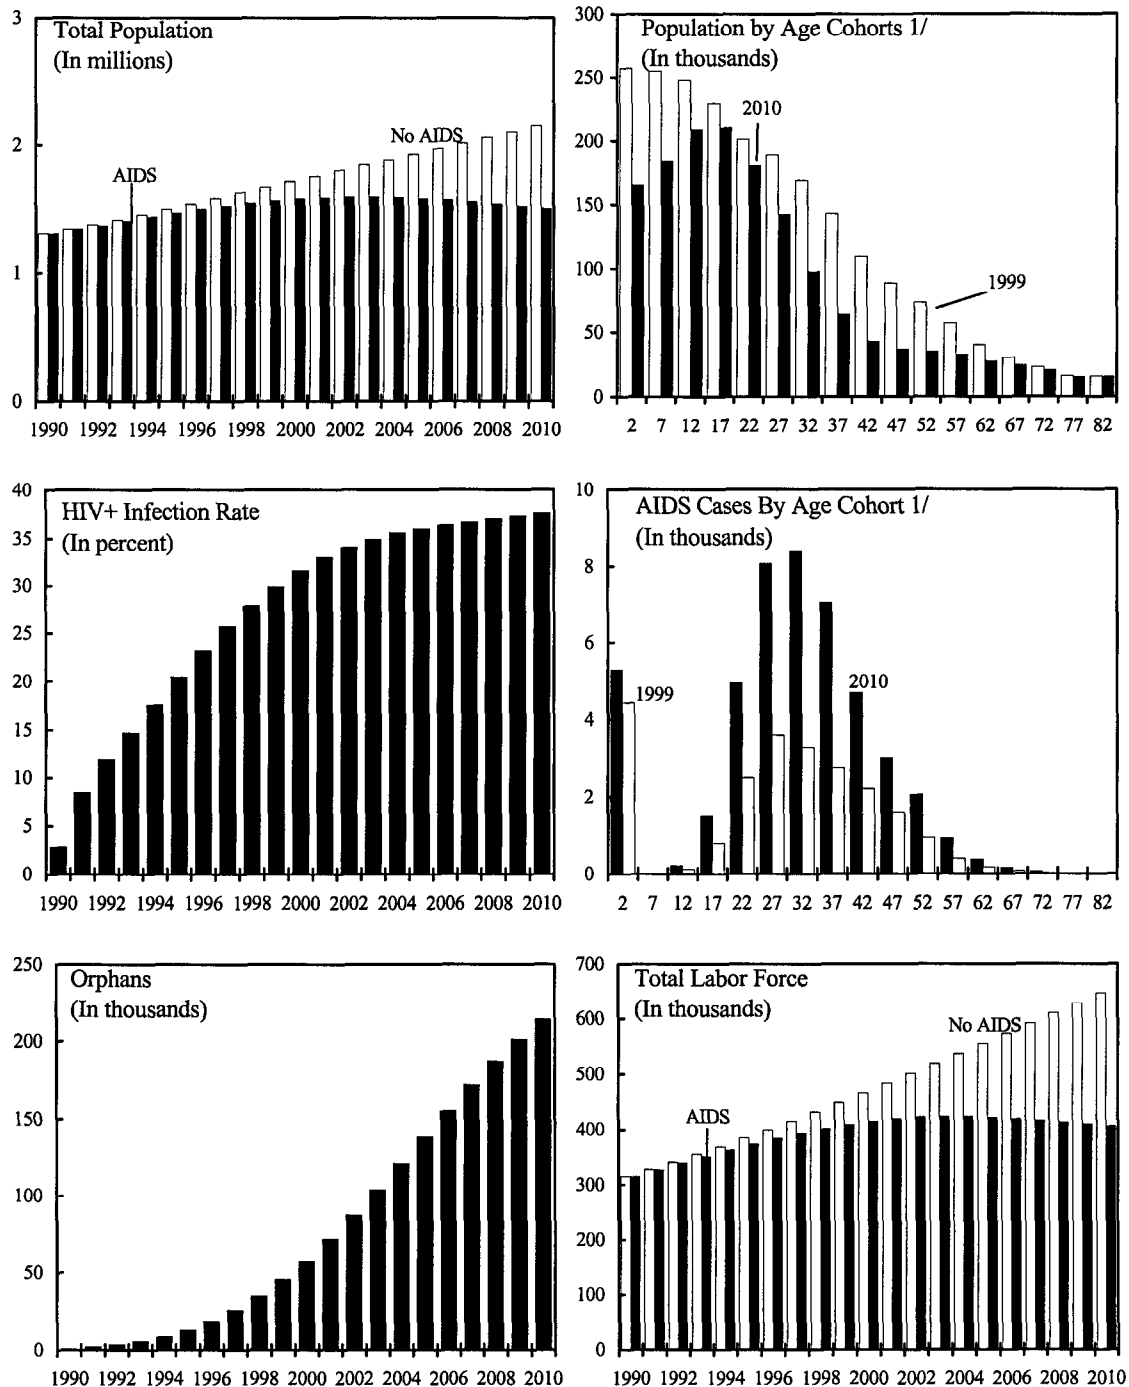 Total Population
(In millions)
3
2
1
0
No AIDS
AIDS
1990 1992 1994 1996 1998 2000 2002 2004 2006 2008 2010
Population by Age Cohorts 1/
(In thousands)
300
250
200
150
100
50
0
2010
1999
2 7 12 17 22 27 32 37 42 47 52 57 62 67 72 77 82
HIV+ Infection Rate
(In percent)
40
35
30
25
20
15
10
5
0
1990 1992 1994 1996 1998 2000 2002 2004 2006 2008 2010
AIDS Cases By Age Cohort 1/
(In thousands)
10
8
6
4
2
0
1999
2010
2 7 12 17 22 27 32 37 42 47 52 57 62 67 72 77 82
Orphans
(In thousands)
250
200
150
100
50
0
1990 1992 1994 1996 1998 2000 2002 2004 2006 2008 2010
Total Labor Force
(In thousands)
700
600
500
400
300
200
100
0
No AIDS
AIDS
1990 1992 1994 1996 1998 2000 2002 2004 2006 2008 2010